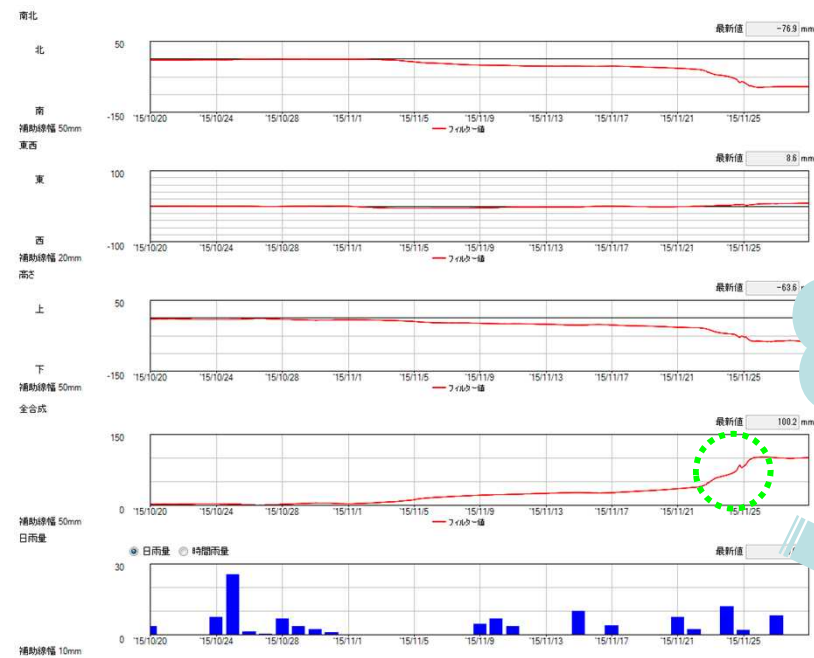 南北
最新値 -76.9 mm
北
50
南
-150
'15/10/20 '15/10/24 '15/10/28 '15/11/1 '15/11/5 '15/11/9 '15/11/13 '15/11/17 '15/11/21 '15/11/25
補助線幅 50mm
フィルター値
東西
最新値 8.6 mm
東
100
西
-100
'15/10/20 '15/10/24 '15/10/28 '15/11/1 '15/11/5 '15/11/9 '15/11/13 '15/11/17 '15/11/21 '15/11/25
補助線幅 20mm
フィルター値
高さ
最新値 -63.6
上
50
下
-150
'15/10/20 '15/10/24 '15/10/28 '15/11/1 '15/11/5 '15/11/9 '15/11/13 '15/11/17 '15/11/21 '15/11/25
補助線幅 50mm
フィルター値
全合成
最新値 100.2 mm
150
0
'15/10/20 '15/10/24 '15/10/28 '15/11/1 '15/11/5 '15/11/9 '15/11/13 '15/11/17 '15/11/21 '15/11/25
補助線幅 50mm
フィルター値
日雨量
日雨量 時間雨量
最新値
30
0
'15/10/20 '15/10/24 '15/10/28 '15/11/1 '15/11/5 '15/11/9 '15/11/13 '15/11/17 '15/11/21 '15/11/25
補助線幅 10mm